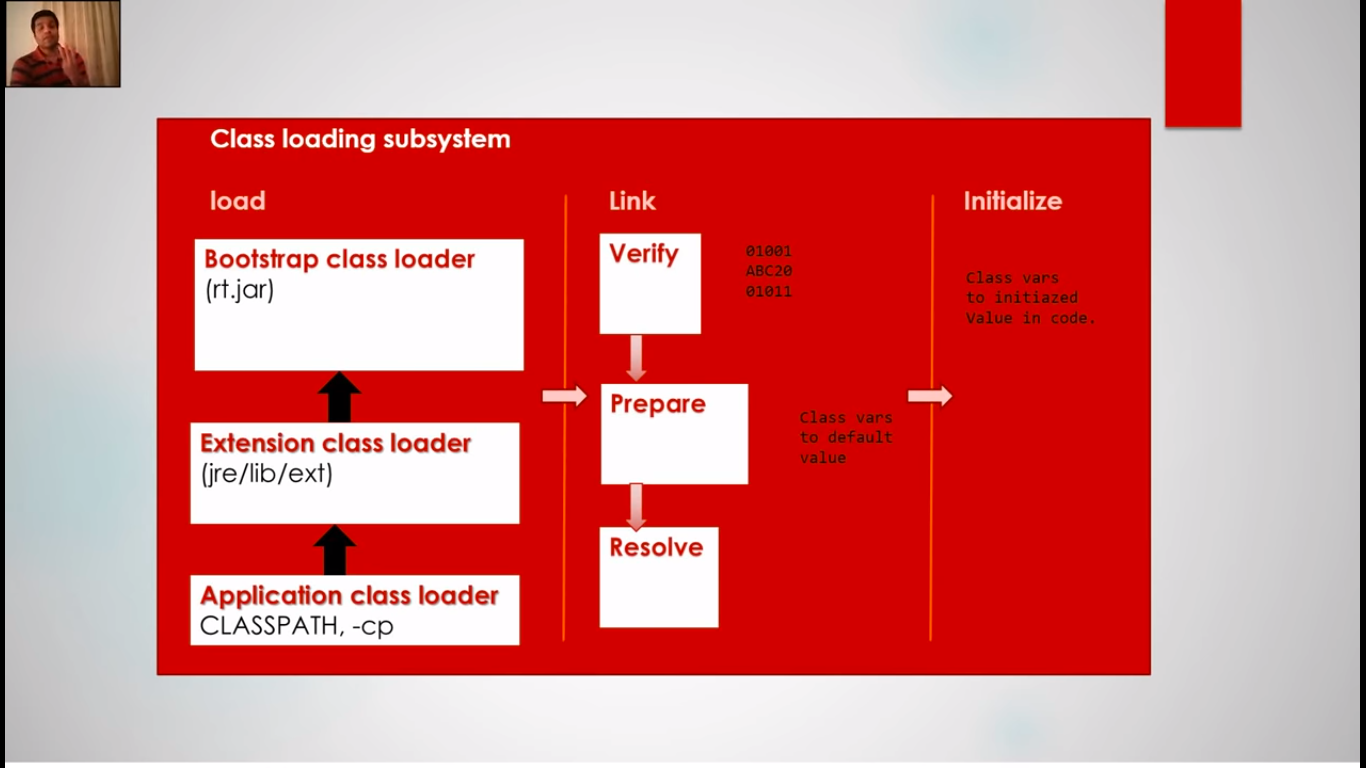 Class loading subsystem
load
Bootstrap class loader
(rt.jar)
Extension class loader
(jre/lib/ext)
Application class loader
CLASSPATH, -cp
Link
Verify
01001
ABC20
01011
Prepare
Class vars
to default
value
Resolve
Initialize
Class vars
to initiazed
Value in code.